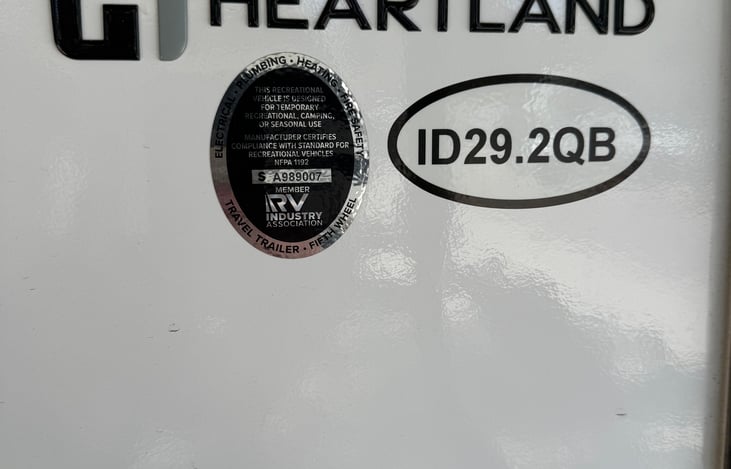 HEARTLAND
ELECTRICAL · PLUMBING · HEATING · FIRE SAFETY
THIS RECREATIONAL
VEHICLE IS DESIGNED
FOR TEMPORARY
RECREATIONAL, CAMPING,
OR SEASONAL USE
MANUFACTURER CERTIFIES
COMPLIANCE WITH STANDARD FOR
RECREATIONAL VEHICLES
NFPA 1192
S A989007
MEMBER
RV
INDUSTRY
ASSOCIATION
TRAVEL TRAILER · FIFTH WHEEL
ID29.2QB